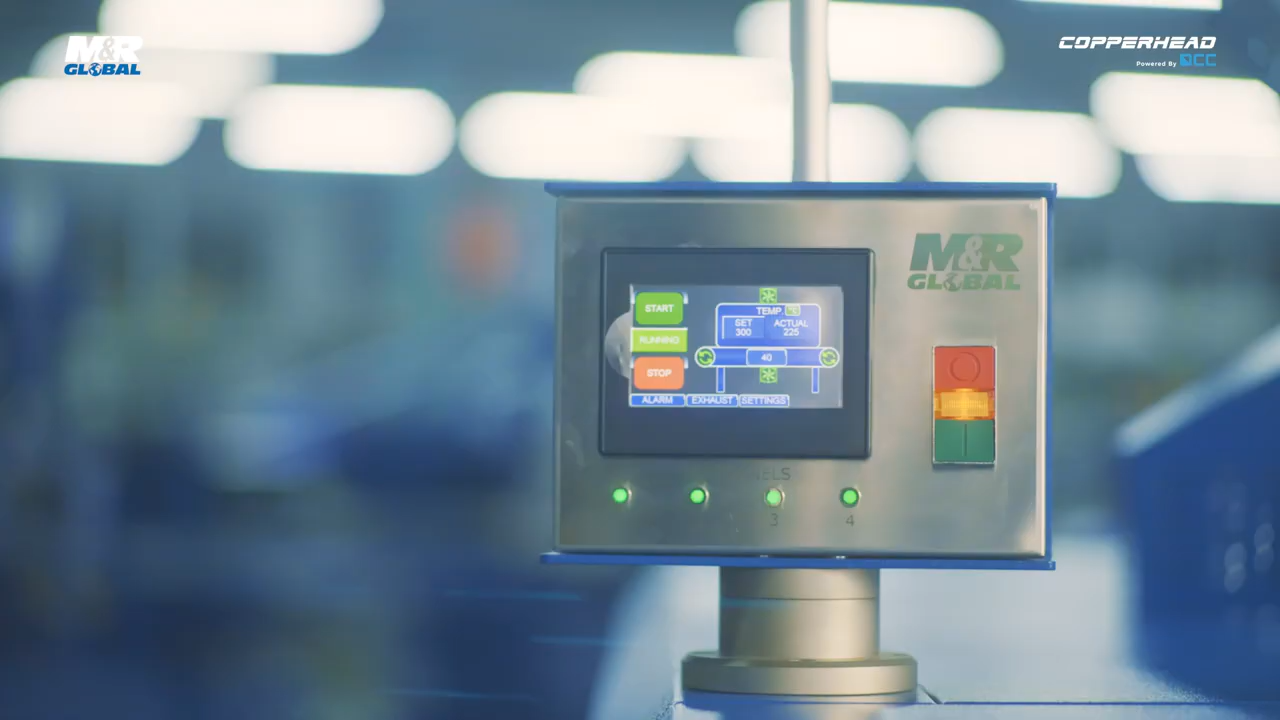 M&R
GLOBAL
COPPERHEAD
Powered By
CC
M&R
GLOBAL
START
RUNNING
STOP
TEMP.
SET
300
ACTUAL
225
40
ALARM
EXHAUST
SETTINGS
3
4